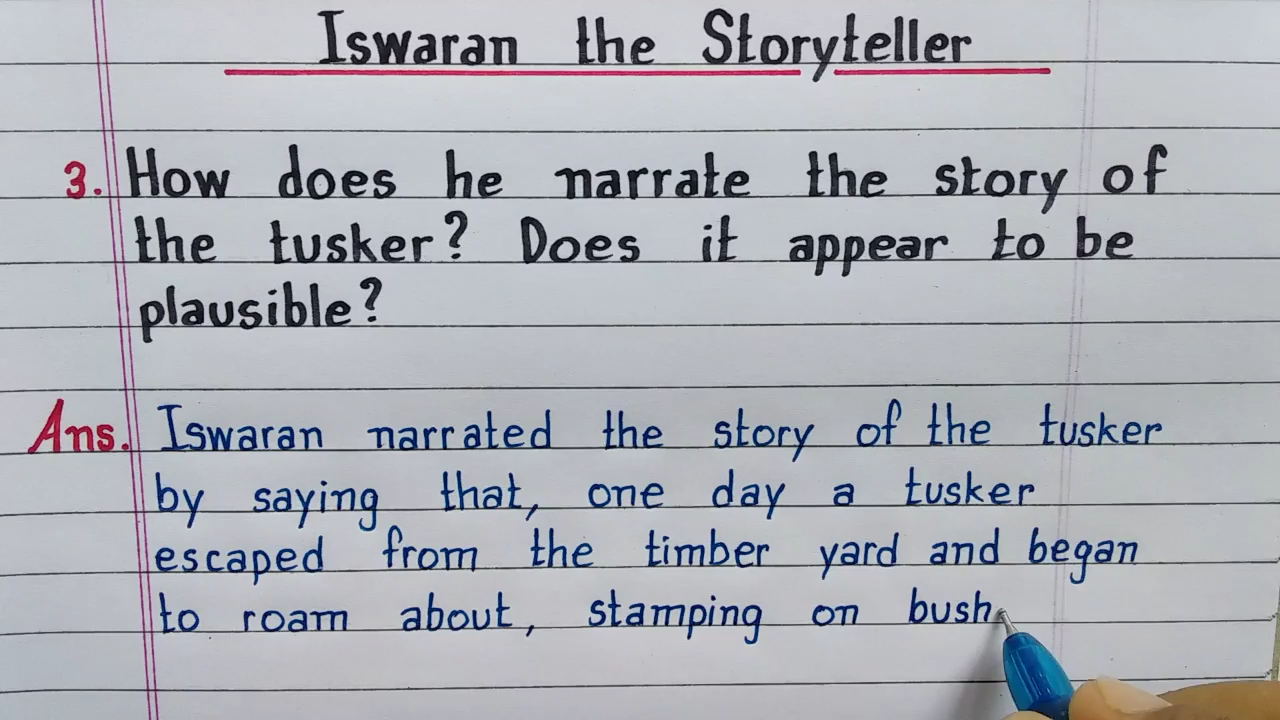 Iswaran the Storyteller
3. How does he narrate the story of
the tusker? Does it appear to be
plausible?
Ans. Iswaran narrated the story of the tusker
by saying that, one day a tusker
escaped from the timber yard and began
to roam about, stamping on bush